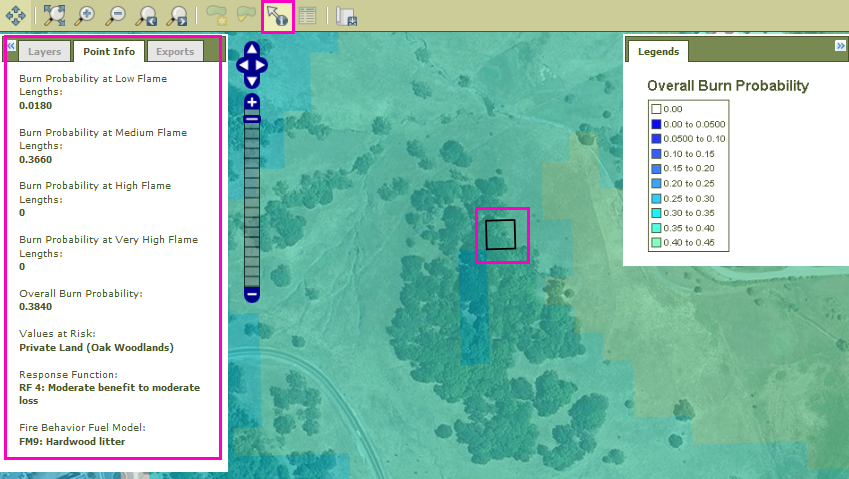 Layers Point Info Exports
Burn Probability at Low Flame
Lengths:
0.0180
Burn Probability at Medium Flame
Lengths:
0.3660
Burn Probability at High Flame
Lengths:
0
Burn Probability at Very High Flame
Lengths:
0
Overall Burn Probability:
0.3840
Values at Risk:
Private Land (Oak Woodlands)
Response Function:
RF 4: Moderate benefit to moderate
loss
Fire Behavior Fuel Model:
FM9: Hardwood litter
Legends
Overall Burn Probability
0.00
0.00 to 0.0500
0.0500 to 0.10
0.10 to 0.15
0.15 to 0.20
0.20 to 0.25
0.25 to 0.30
0.30 to 0.35
0.35 to 0.40
0.40 to 0.45